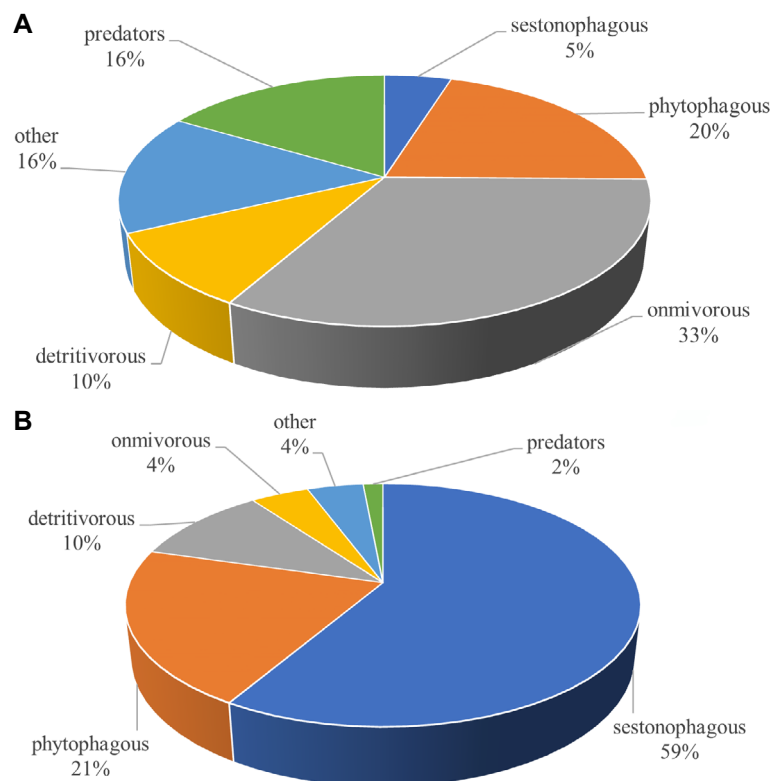 A
predators
16%
sestonophagous
5%
phytophagous
20%
other
16%
onmivorous
33%
detritivorous
10%
B
other
4%
onmivorous
4%
predators
2%
detritivorous
10%
sestonophagous
59%
phytophagous
21%